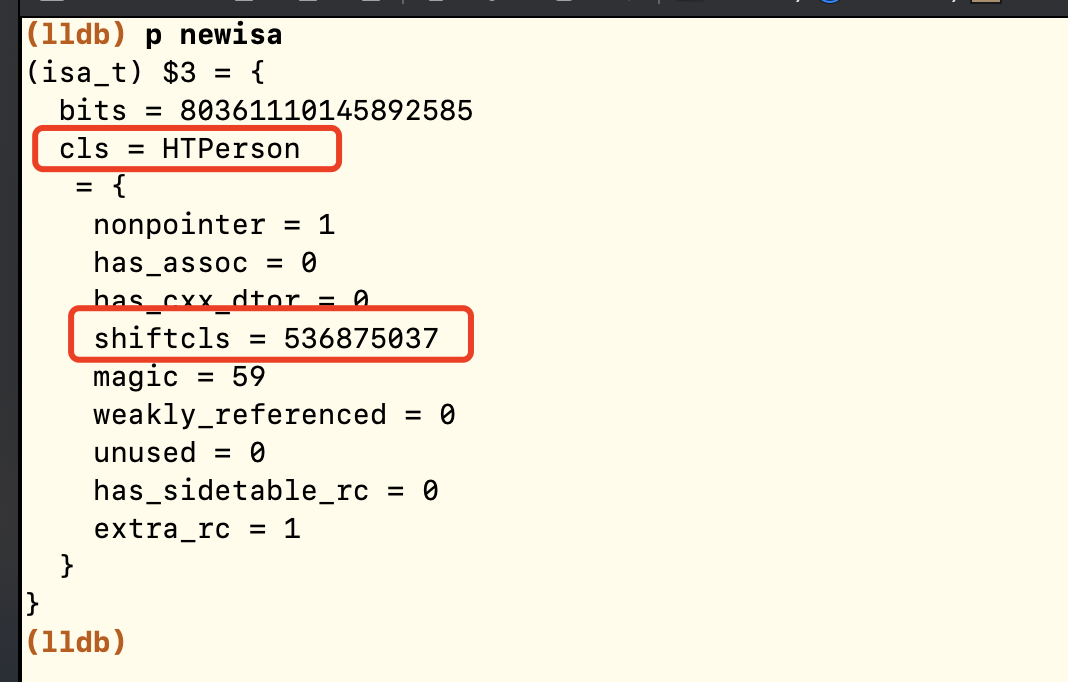 (lldb) p newisa
(isa_t) $3 = {
bits = 80361110145892585
cls = HTPerson
= {
nonpointer = 1
has_assoc = 0
has_cxx_dtor = 0
shiftcls = 536875037
magic = 59
weakly_referenced = 0
unused = 0
has_sidetable_rc = 0
extra_rc = 1
}
}
(lldb)